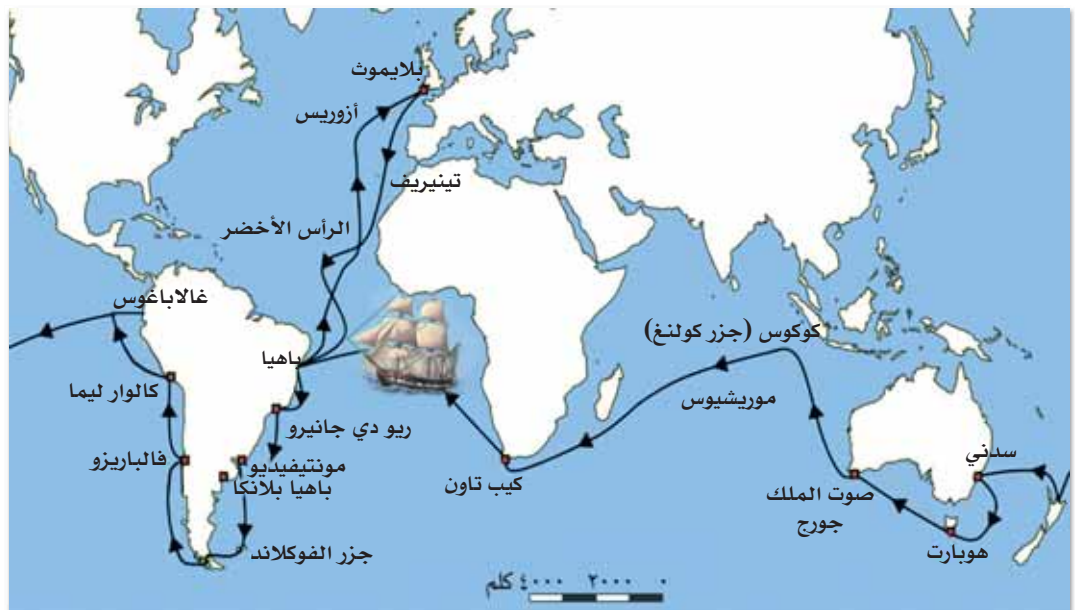 بلايموث
أزوريس
تينيريف
الرأس الأخضر
غالاباغوس
باهيا
كوكوس (جزر كولنغ)
كالوار ليما
موريشيوس
ريو دي جانيرو
فالباريزو
مونتيفيديو
باهيا بلانكا
كيب تاون
سدني
صوت الملك
جورج
جزر الفوكلاند
هوبارت
٠ ٢٠٠٠ ٤٠٠٠ كلم